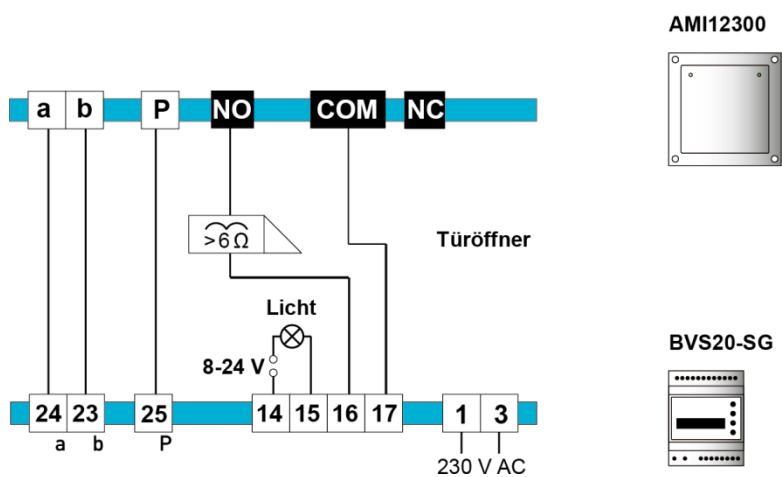 AMI12300
a b P NO COM NC
>6 Ω
Türöffner
Licht
8-24 V
BVS20-SG
24 23 25 14 15 16 17 1 3
a b P
230 V AC